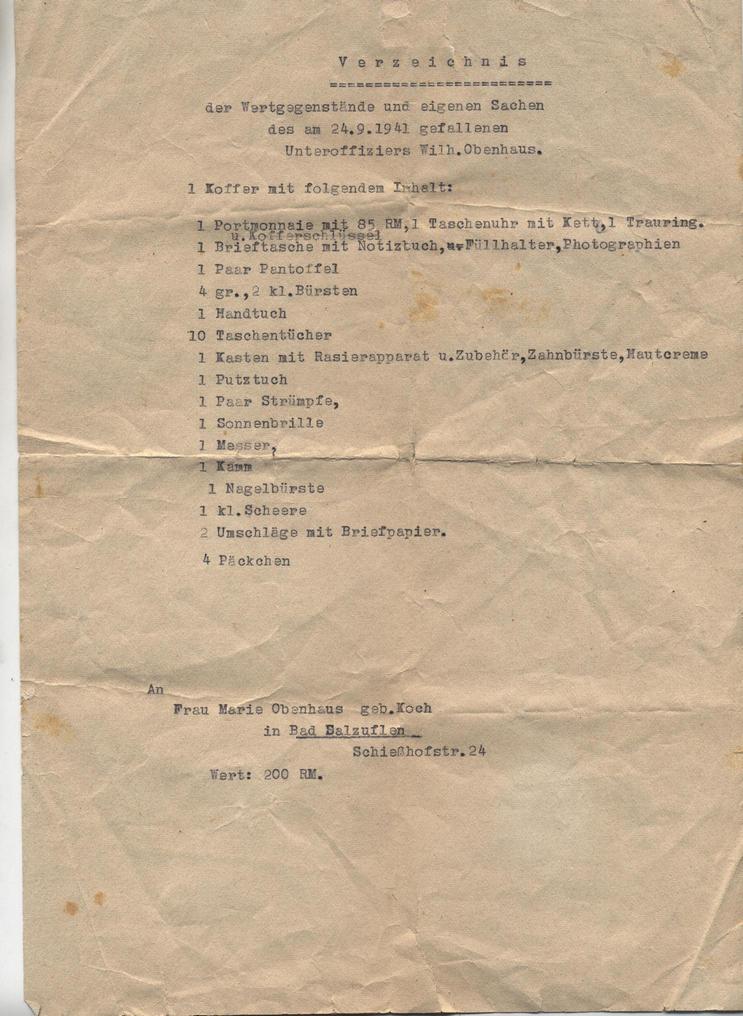 Verzeichnis
========================
der Wertgegenstände und eigenen Sachen
des am 24.9.1941 gefallenen
Unteroffiziers Wilh.Obenhaus.
1 Koffer mit folgendem Inhalt:
1 Portmonnaie mit 85 RM,1 Taschenuhr mit Kett,1 Trauring.
u.Kofferschlüssel
1 Brieftasche mit Notiztuch,Füllhalter,Photographien
1 Paar Pantoffel
4 gr.,2 kl.Bürsten
1 Handtuch
10 Taschentücher
1 Kasten mit Rasierapparat u.Zubehör,Zahnbürste,Hautcreme
1 Putztuch
1 Paar Strümpfe,
1 Sonnenbrille
1 Messer,
1 Kamm
1 Nagelbürste
1 kl.Scheere
2 Umschläge mit Briefpapier.
4 Päckchen
An
Frau Marie Obenhaus geb.Koch
in Bad Salzuflen
Schießhofstr.24
Wert: 200 RM.